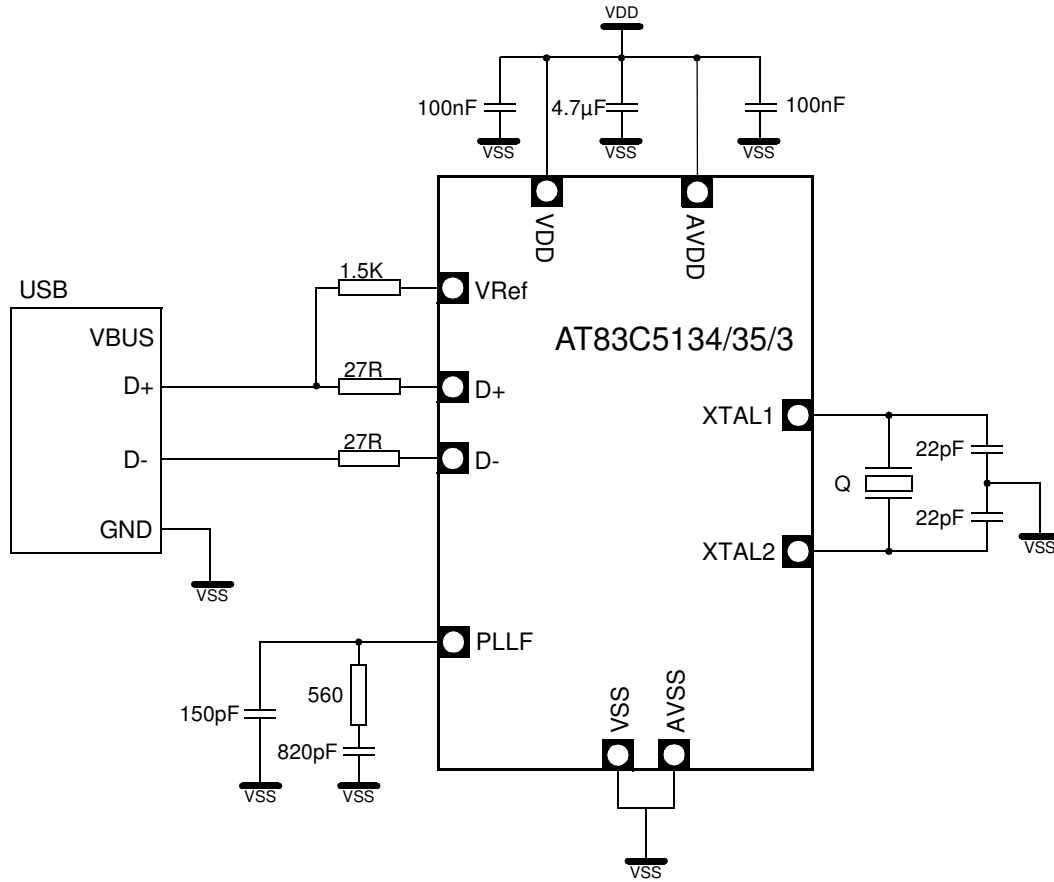 VDD
100nF
4.7µF
100nF
VSS
VSS
VSS
VDD
AVDD
1.5K
VRef
USB
VBUS
AT83C5134/35/3
D+
27R
D+
XTAL1
D-
27R
D-
22pF
Q
22pF
GND
XTAL2
VSS
VSS
PLLF
560
150pF
VSS
AVSS
820pF
VSS
VSS
VSS